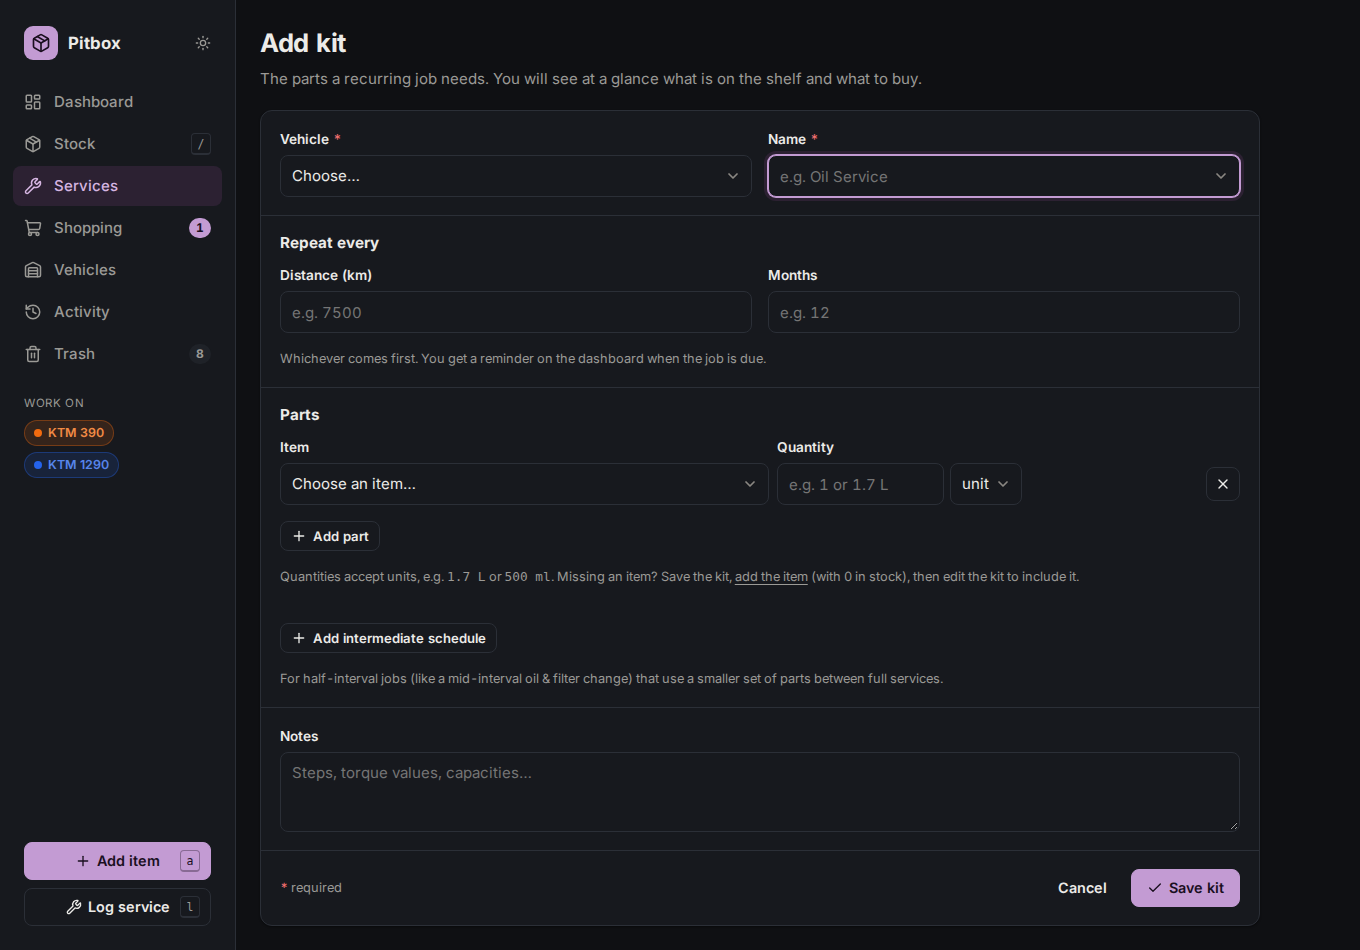 Pitbox
Dashboard
Stock /
Services
Shopping 1
Vehicles
Activity
Trash 8
WORK ON
KTM 390
KTM 1290
Add item a
Log service l
Add kit
The parts a recurring job needs. You will see at a glance what is on the shelf and what to buy.
Vehicle * Name *
Choose... e.g. Oil Service
Repeat every
Distance (km) Months
e.g. 7500 e.g. 12
Whichever comes first. You get a reminder on the dashboard when the job is due.
Parts
Item Quantity
Choose an item... e.g. 1 or 1.7 L unit
Add part
Quantities accept units, e.g. 1.7 L or 500 ml. Missing an item? Save the kit, add the item (with 0 in stock), then edit the kit to include it.
Add intermediate schedule
For half-interval jobs (like a mid-interval oil & filter change) that use a smaller set of parts between full services.
Notes
Steps, torque values, capacities...
* required Cancel Save kit